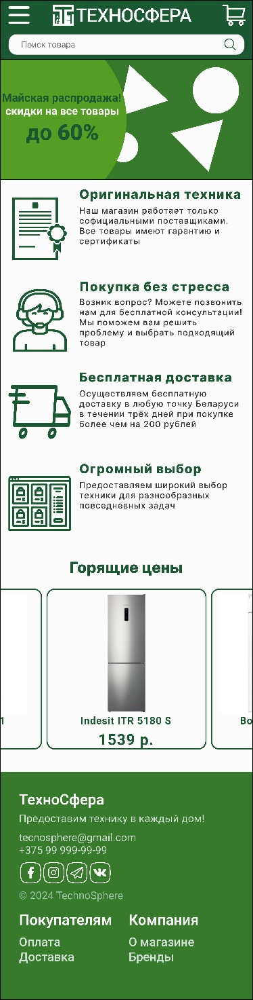 ТЕХНОСФЕРА
Поиск товара
Майская распродажа!
скидки на все товары
до 60%
Оригинальная техника
Наш магазин работает только
софициальными поставщиками.
Все товары имеют гарантию и
сертификаты
Покупка без стресса
Возник вопрос? Можете позвонить
нам для бесплатной консультации!
Мы поможем вам решить
проблему и выбрать подходящий
товар
Бесплатная доставка
Осуществляем бесплатную
доставку в любую точку Беларуси
в течении трёх дней при покупке
более чем на 200 рублей
Огромный выбор
Предоставляем широкий выбор
техники для разнообразных
повседневных задач
Горящие цены
1
Indesit ITR 5180 S
Bo
1539 р.
ТехноСфера
Предоставим технику в каждый дом!
tecnosphere@gmail.com
+375 99 999-99-99
© 2024 TechnoSphere
Покупателям
Компания
Оплата
О магазине
Доставка
Бренды